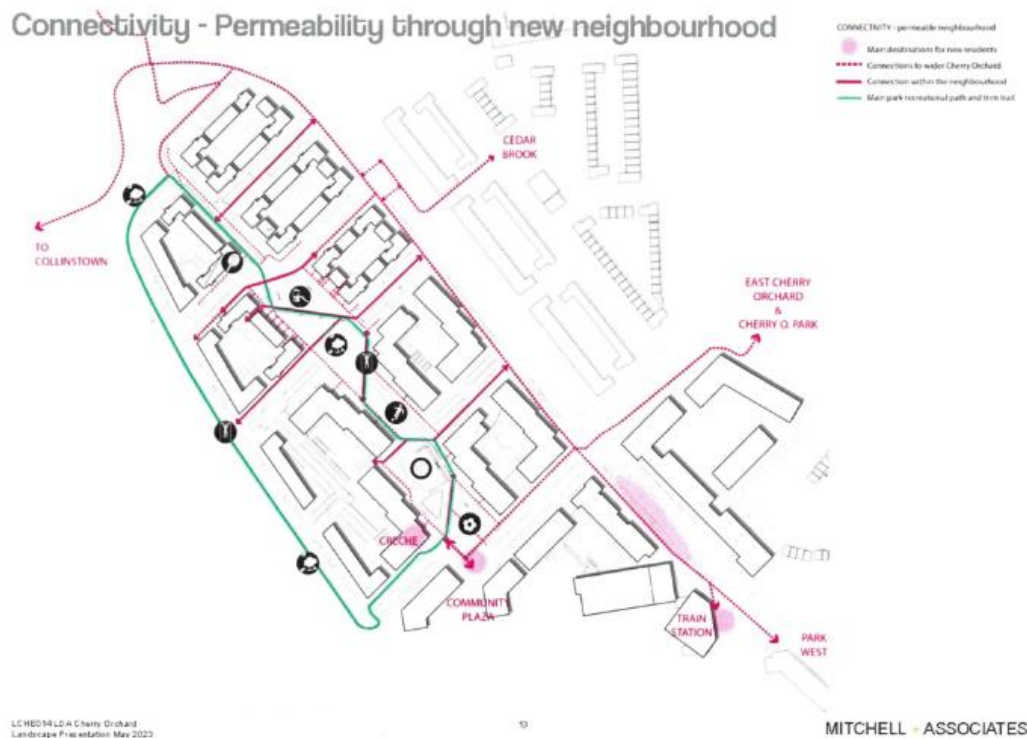 Connectivity - Permeability through new neighbourhood
CONNECTIVITY - permeable neighbourhood
Main destinations for new residents
Connections to wider Cherry Orchard
Connection within the neighbourhood
Main park recreational path and trim trail
CEDAR
BROOK
TO
COLLINSTOWN
EAST CHERRY
ORCHARD
&
CHERRY O. PARK
CRECHE
COMMUNITY
PLAZA
TRAIN
STATION
PARK
WEST
LCHE014 LDA Cherry Orchard
Landscape Presentation May 2023
13
MITCHELL + ASSOCIATES